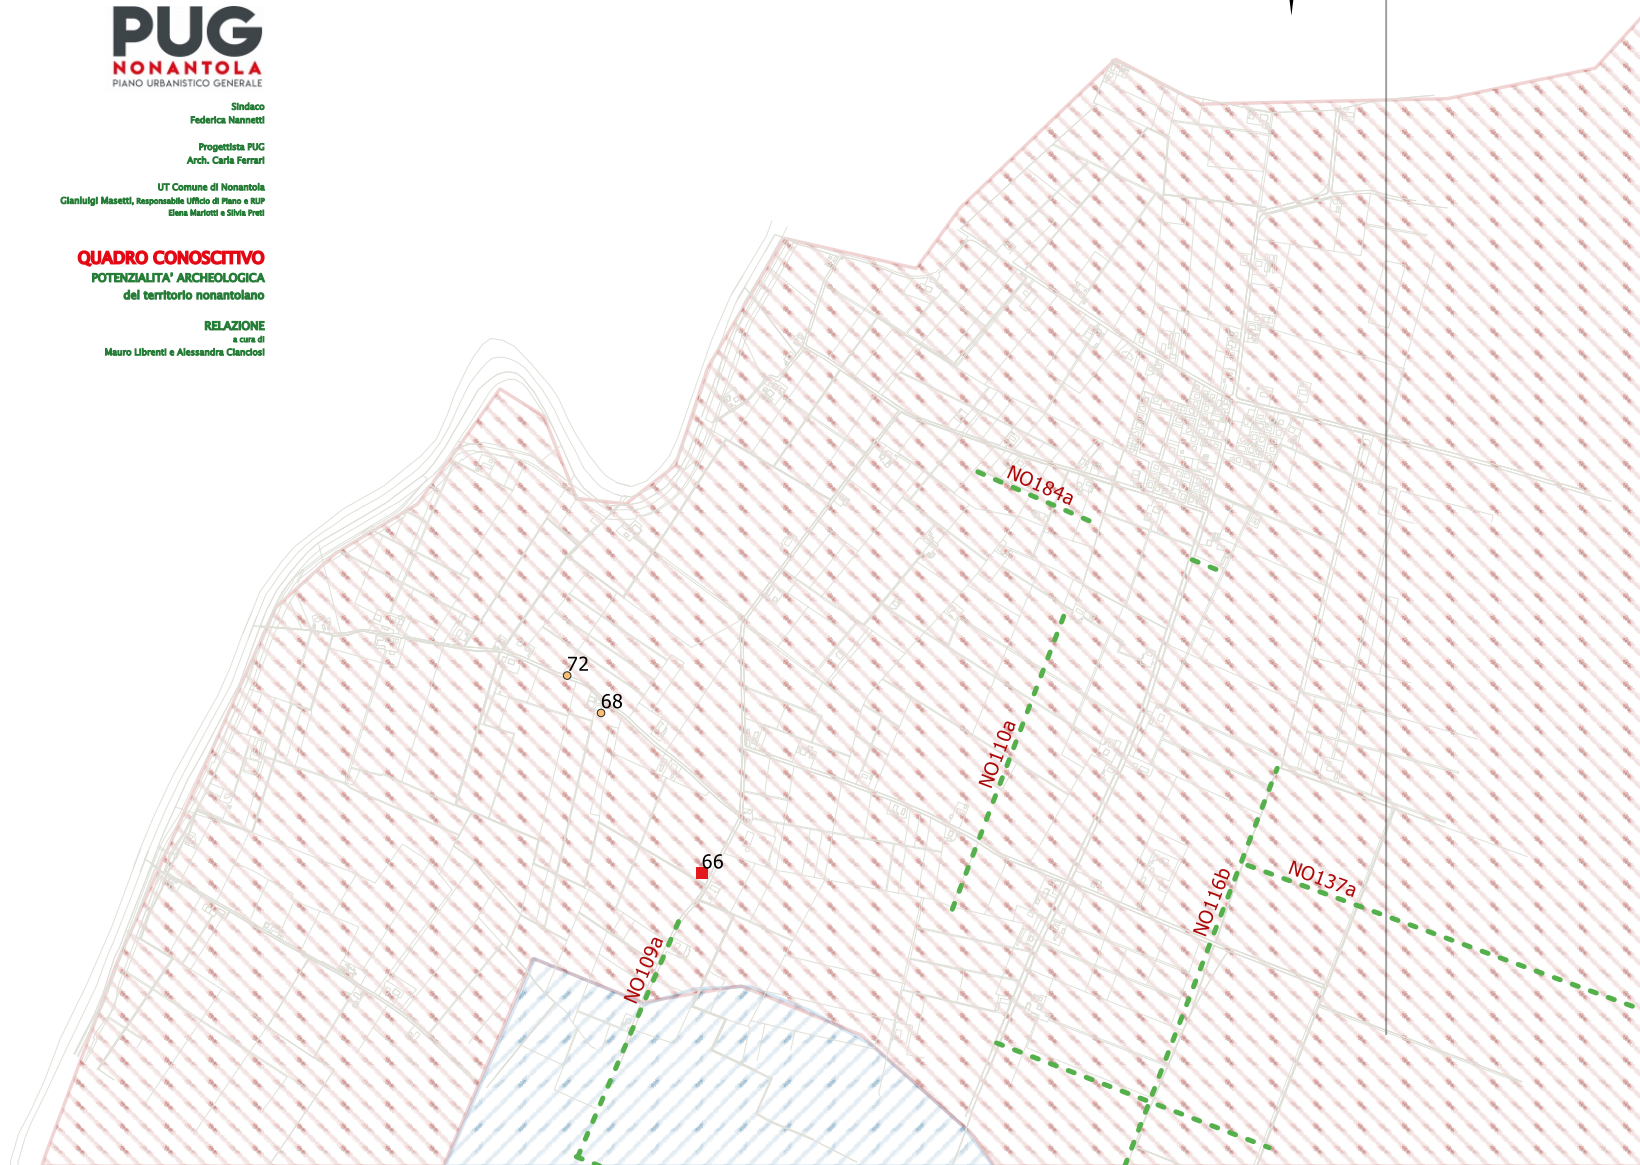 PUG
NONANTOLA
PIANO URBANISTICO GENERALE
Sindaco
Federica Nannetti
Progettista PUG
Arch. Carla Ferrari
UT Comune di Nonantola
Gianluigi Masetti, Responsabile Ufficio di Piano e RUP
Elena Mariotti e Silvia Preti
QUADRO CONOSCITIVO
POTENZIALITA' ARCHEOLOGICA
del territorio nonantolano
RELAZIONE
a cura di
Mauro Librenti e Alessandra Cianciosi
NO184a
72
68
NO110a
66
NO137a
NO116b
NO109a